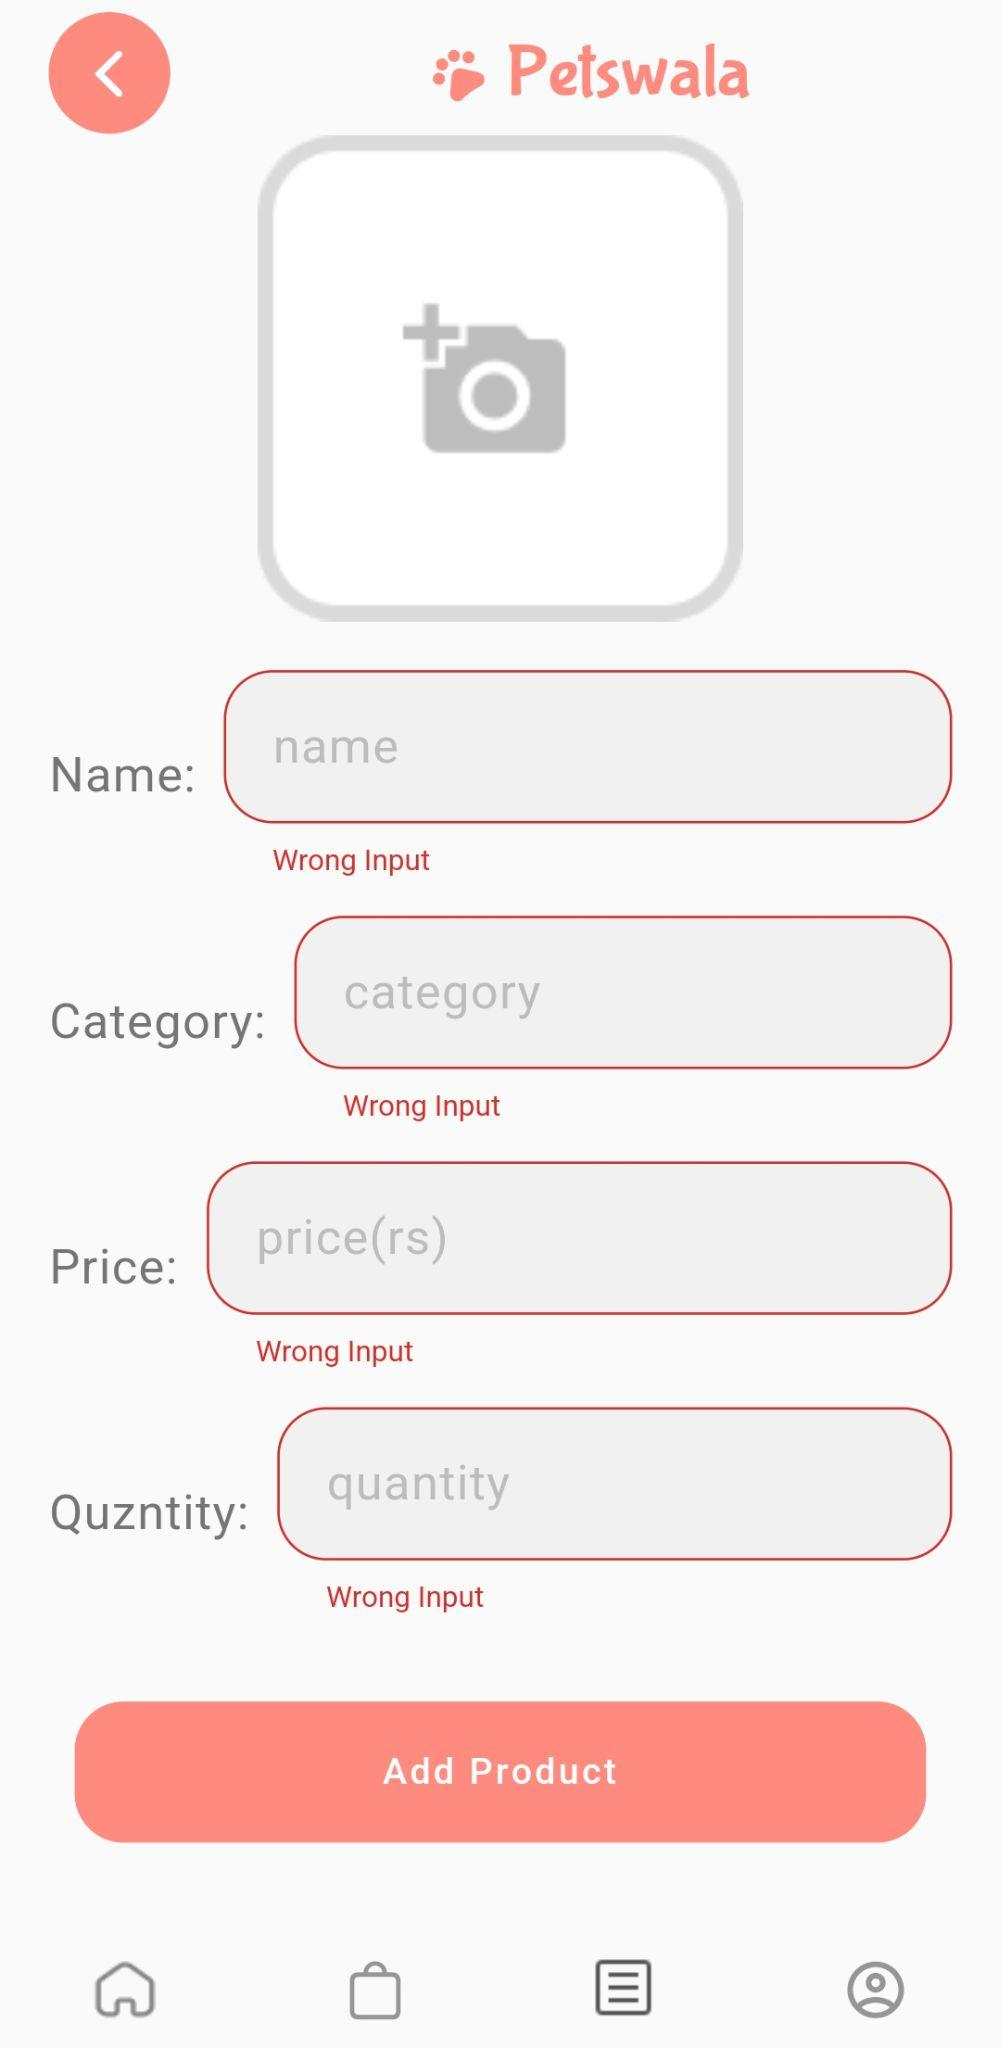 Petswala
Name: name
Wrong Input
Category: category
Wrong Input
Price: price(rs)
Wrong Input
Quzntity: quantity
Wrong Input
Add Product